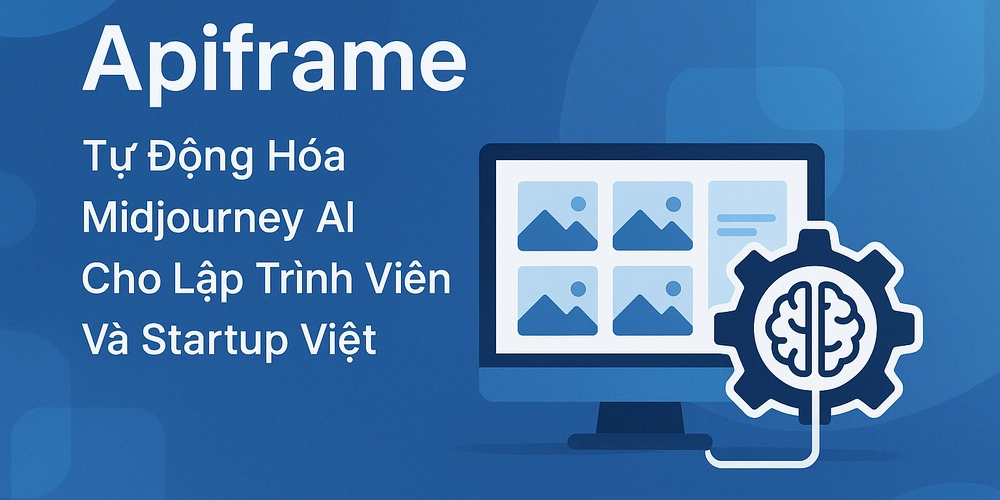 Apiframe
Tự Động Hóa
Midjourney AI
Cho Lập Trình Viên
Và Startup Việt